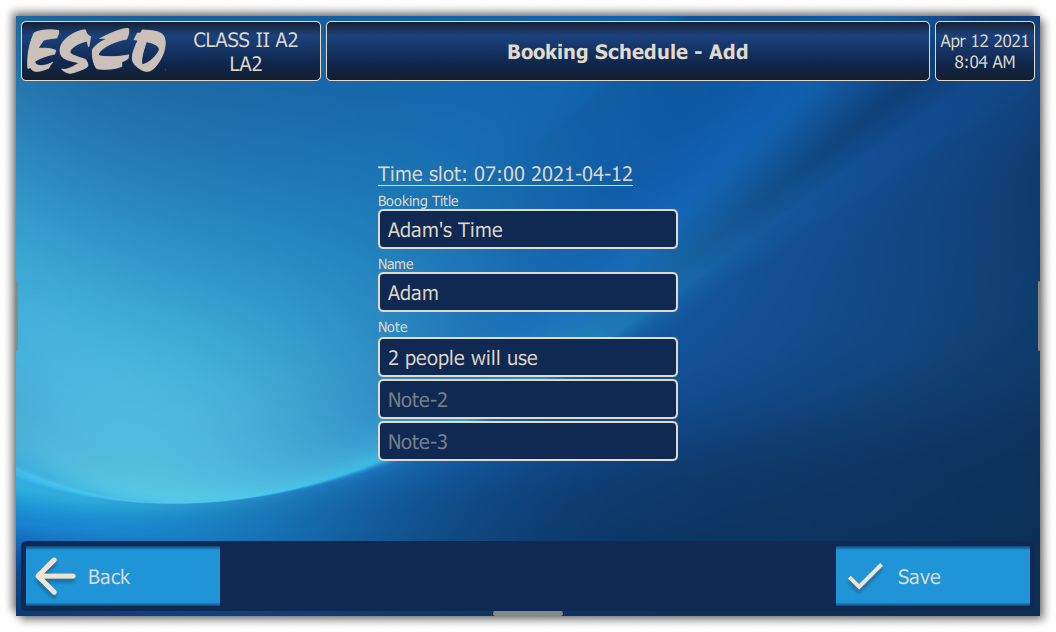 ESCO
CLASS II A2
LA2
Booking Schedule - Add
Apr 12 2021
8:04 AM
Time slot: 07:00 2021-04-12
Booking Title
Adam's Time
Name
Adam
Note
2 people will use
Note-2
Note-3
Back
Save